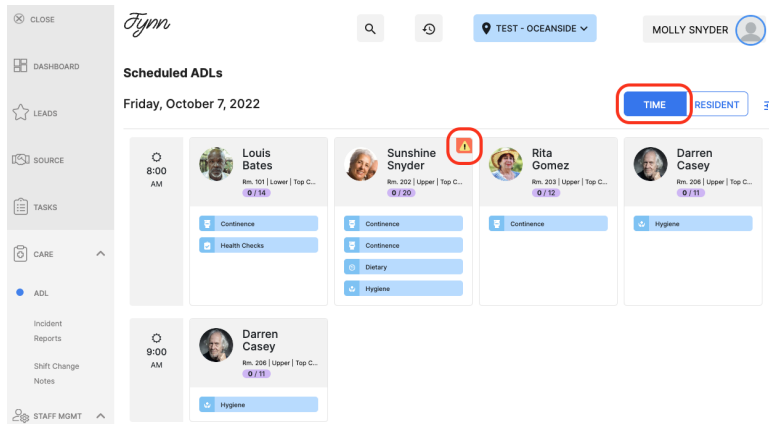 CLOSE
Fynn
TEST - OCEANSIDE
MOLLY SNYDER
DASHBOARD
LEADS
SOURCE
TASKS
CARE
ADL
Incident
Reports
Shift Change
Notes
STAFF MGMT
Scheduled ADLs
Friday, October 7, 2022
TIME
RESIDENT
8:00
AM
Louis
Bates
Rm. 101 | Lower | Top C...
0 / 14
Continence
Health Checks
Sunshine
Snyder
Rm. 202 | Upper | Top C...
0 / 20
Continence
Continence
Dietary
Hygiene
Rita
Gomez
Rm. 203 | Upper | Top C...
0 / 12
Continence
Darren
Casey
Rm. 206 | Upper | Top C...
0 / 11
Hygiene
9:00
AM
Darren
Casey
Rm. 206 | Upper | Top C...
0 / 11
Hygiene